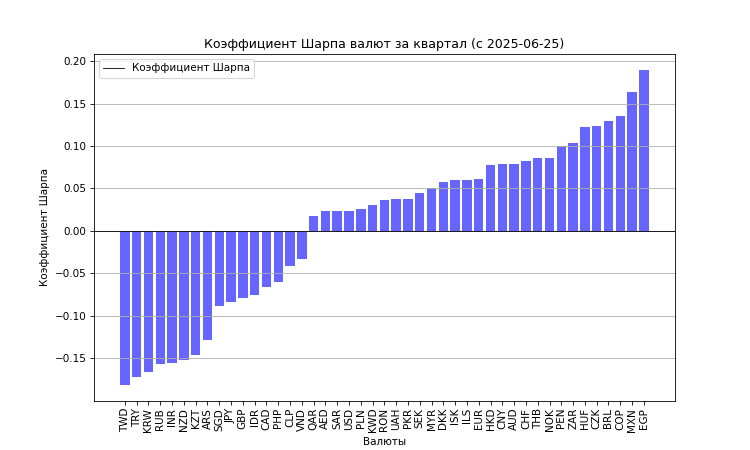 Коэффициент Шарпа валют за квартал (с 2025-06-25)
Коэффициент Шарпа
0.20
0.15
0.10
0.05
0.00
−0.05
−0.10
−0.15
Коэффициент Шарпа
TWD TRY KRW RUB INR NZD KZT ARS SGD JPY GBP IDR CAD PHP CLP VND QAR AED SAR USD PLN KWD RON UAH PKR SEK MYR DKK ISK ILS EUR HKD CNY AUD CHF THB NOK PEN ZAR HUF CZK BRL COP MXN EGP
Валюты